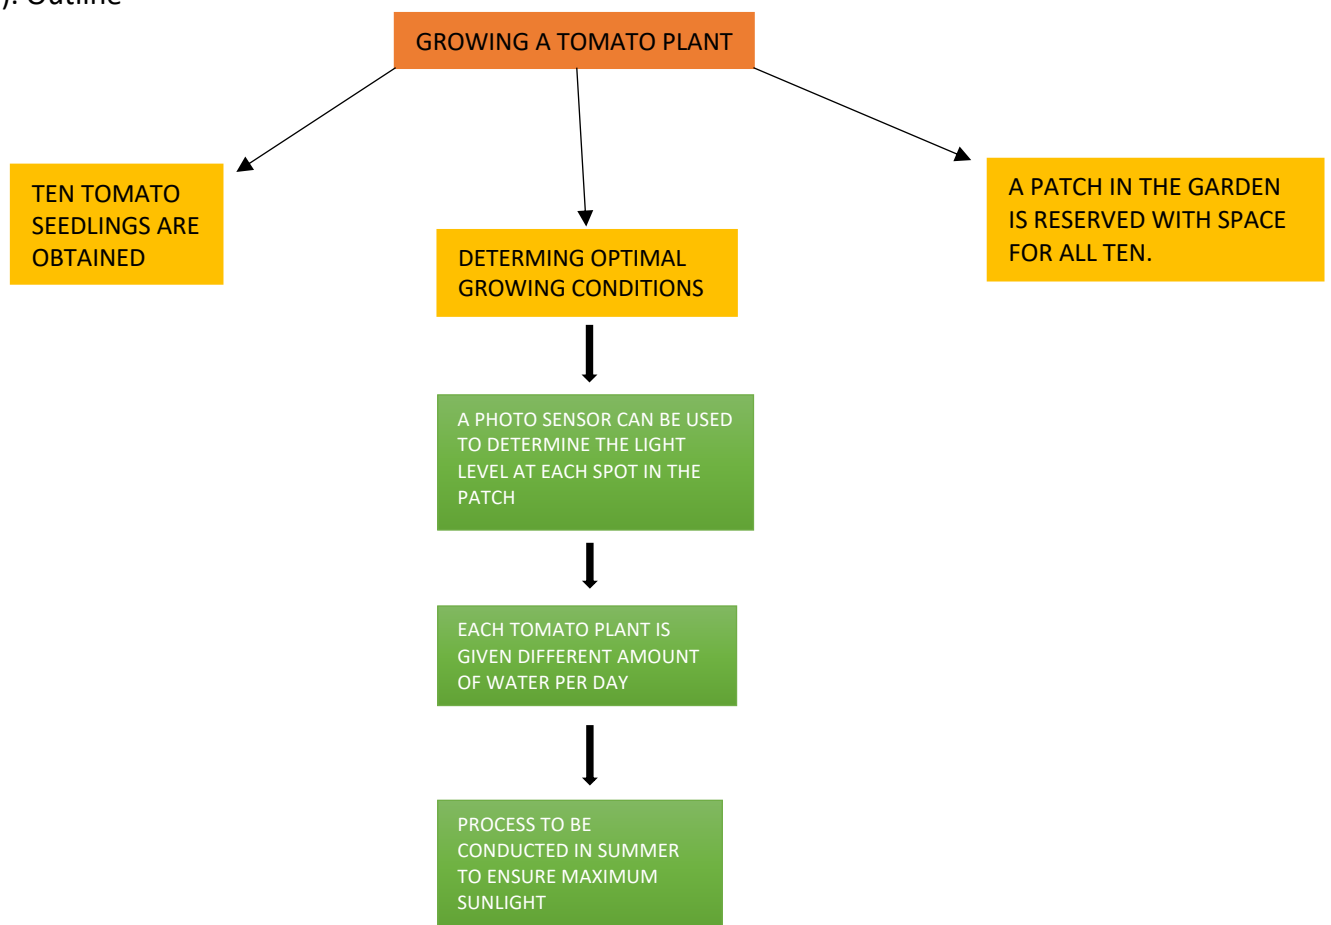 ). Outline
GROWING A TOMATO PLANT
TEN TOMATO
SEEDLINGS ARE
OBTAINED
DETERMING OPTIMAL
GROWING CONDITIONS
A PATCH IN THE GARDEN
IS RESERVED WITH SPACE
FOR ALL TEN.
A PHOTO SENSOR CAN BE USED
TO DETERMINE THE LIGHT
LEVEL AT EACH SPOT IN THE
PATCH
EACH TOMATO PLANT IS
GIVEN DIFFERENT AMOUNT
OF WATER PER DAY
PROCESS TO BE
CONDUCTED IN SUMMER
TO ENSURE MAXIMUM
SUNLIGHT